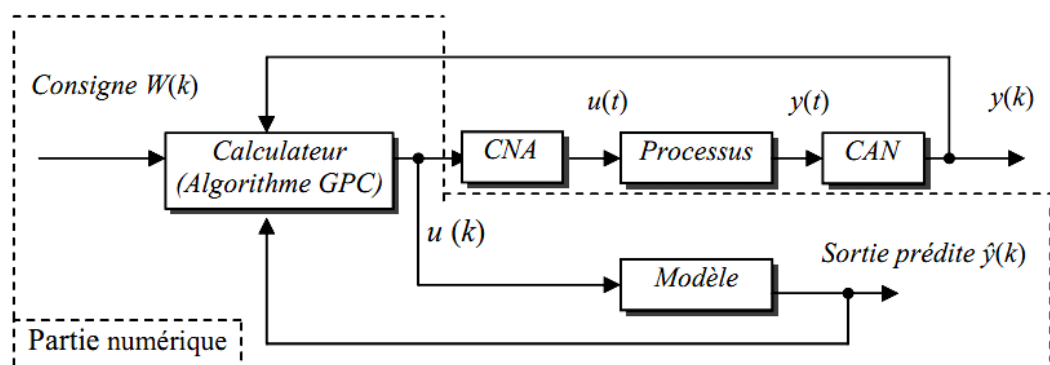 Consigne W(k)
u(t)
y(t)
y(k)
Calculateur
(Algorithme GPC)
CNA
Processus
CAN
u (k)
Sortie prédite ŷ(k)
Modèle
Partie numérique